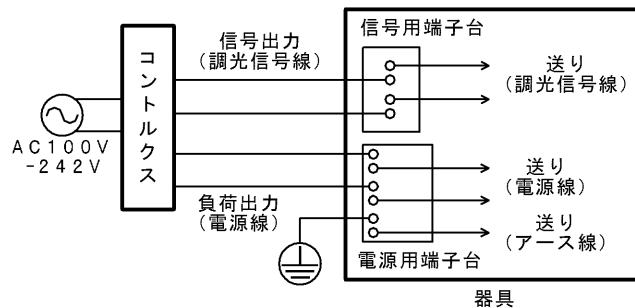 信号用端子台
信号出力
(調光信号線)
送り
(調光信号線)
コントルクス
AC100V
-242V
送り
(電源線)
負荷出力
(電源線)
送り
(アース線)
電源用端子台
器具